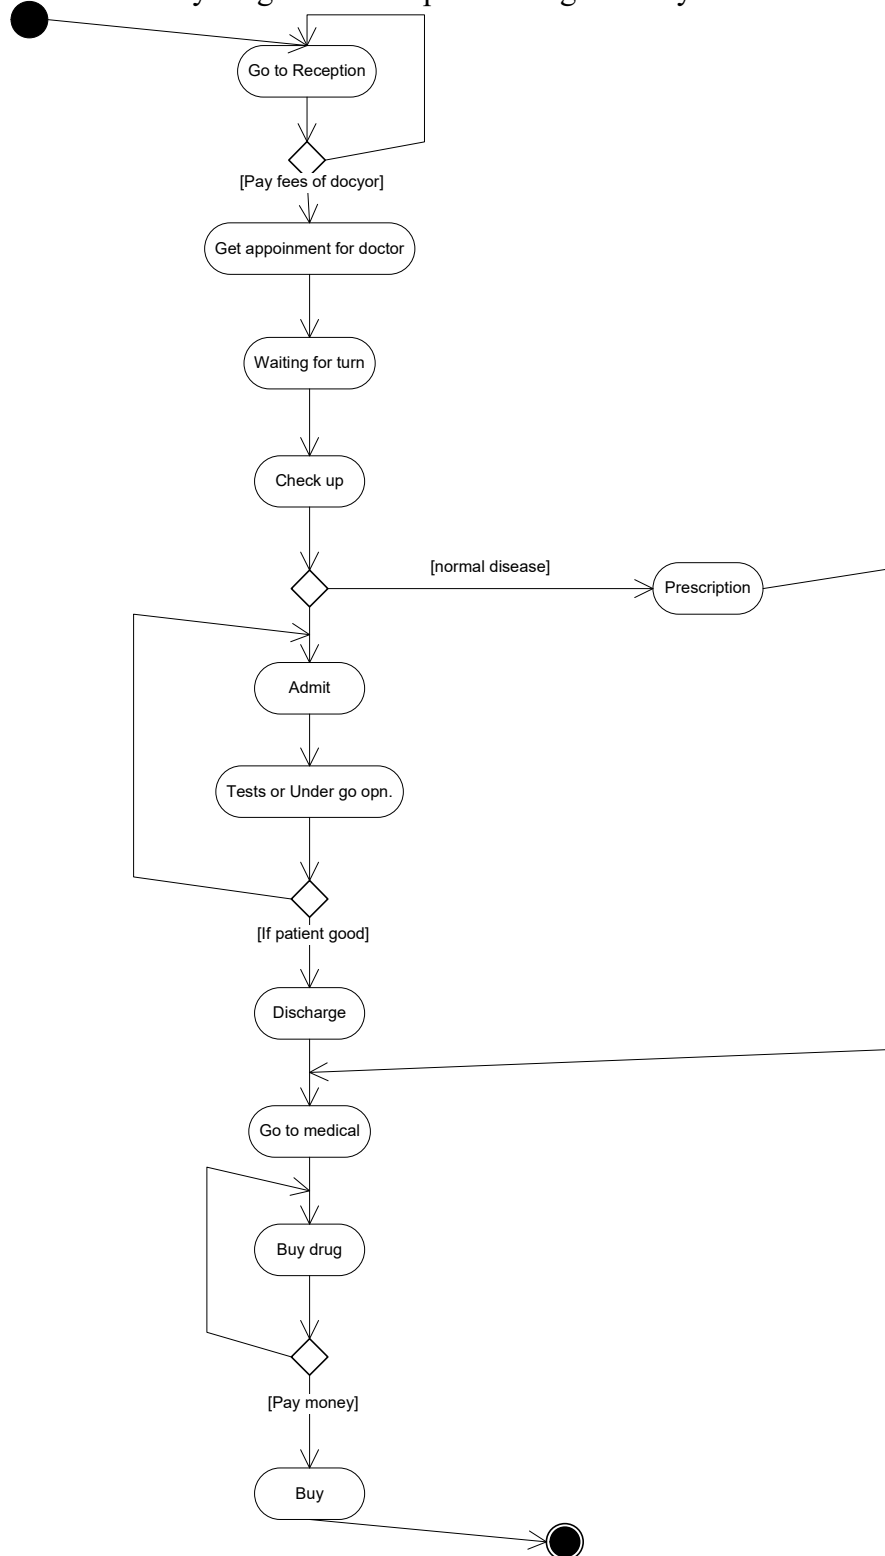 Go to Reception
[Pay fees of docyor]
Get appoinment for doctor
Waiting for turn
Check up
[normal disease]
Prescription
Admit
Tests or Under go opn.
[If patient good]
Discharge
Go to medical
Buy drug
[Pay money]
Buy